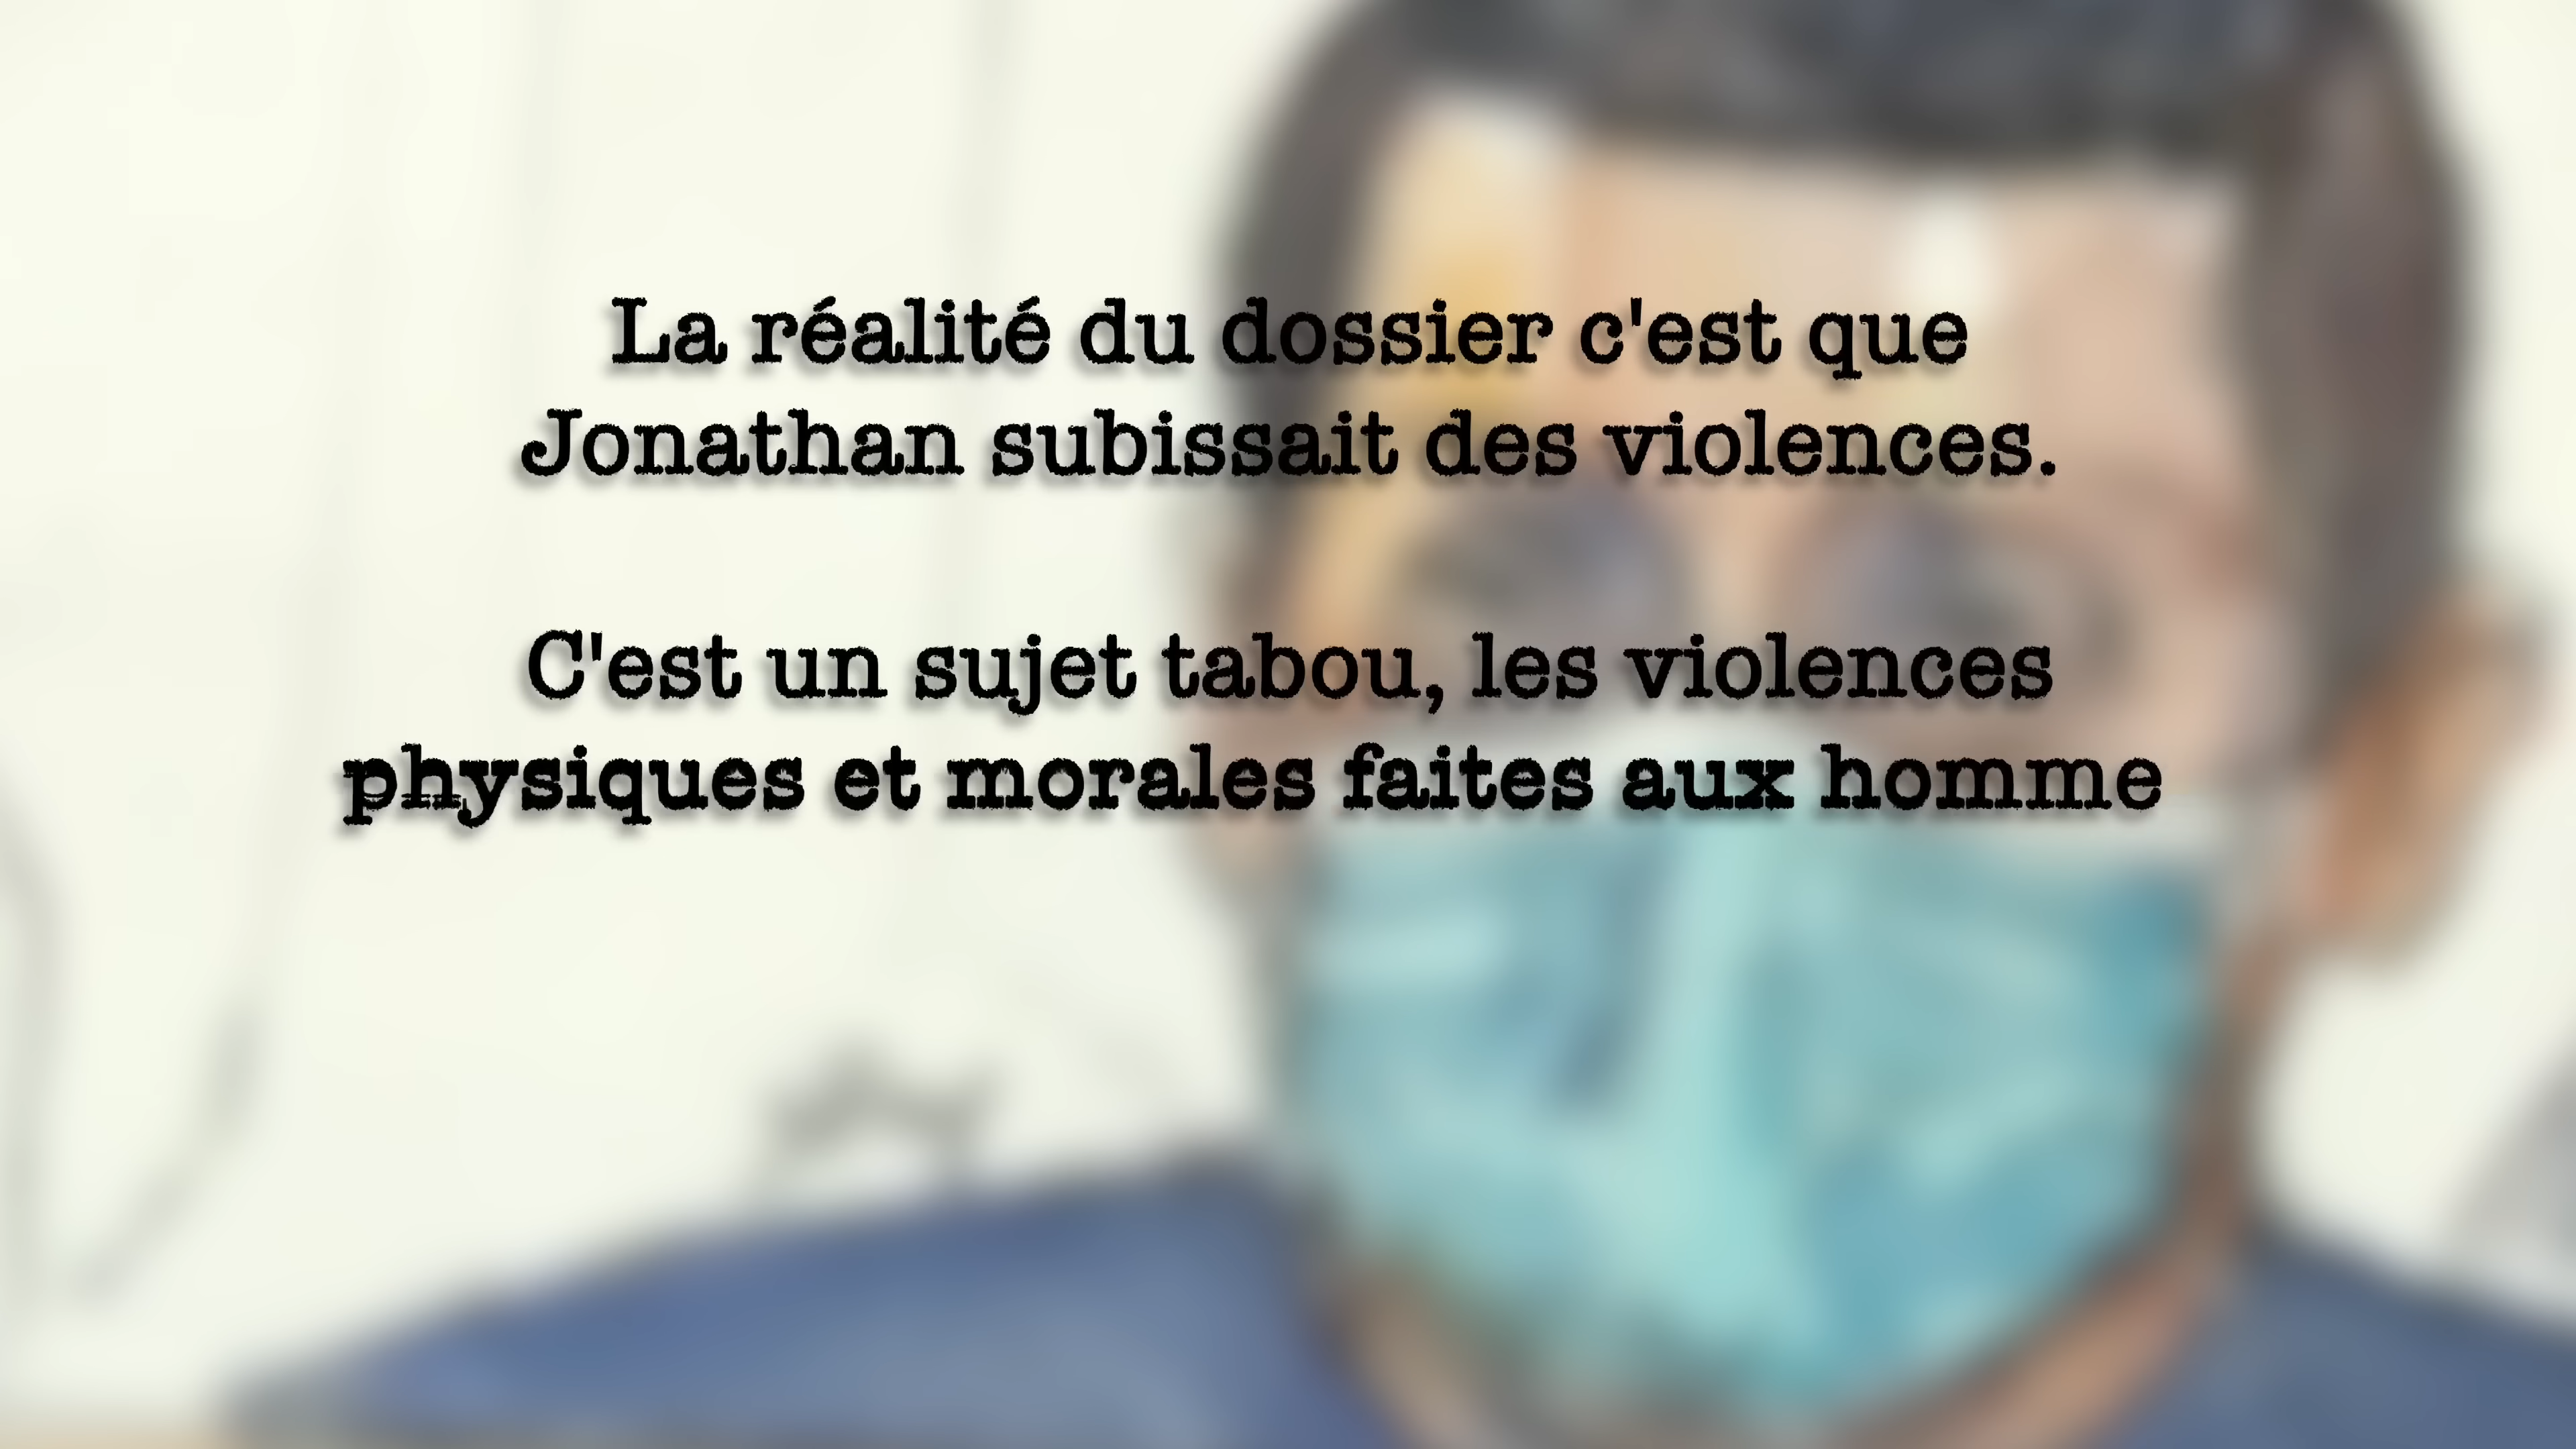 La réalité du dossier c'est que
Jonathan subissait des violences.
C'est un sujet tabou, les violences
physiques et morales faites aux homme